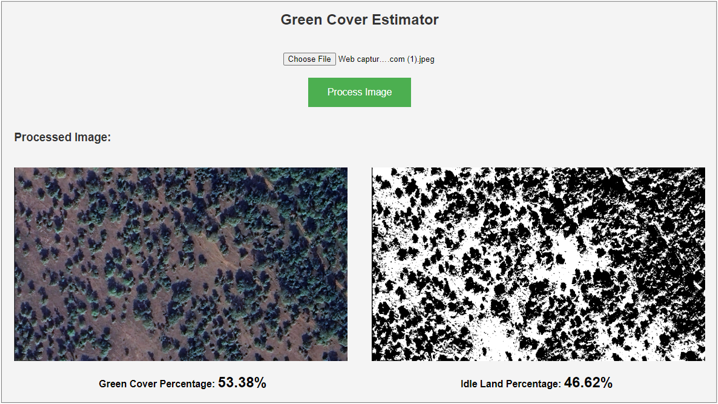 Green Cover Estimator
Choose File Web captur....com (1).jpeg
Process Image
Processed Image:
Green Cover Percentage: 53.38%
Idle Land Percentage: 46.62%